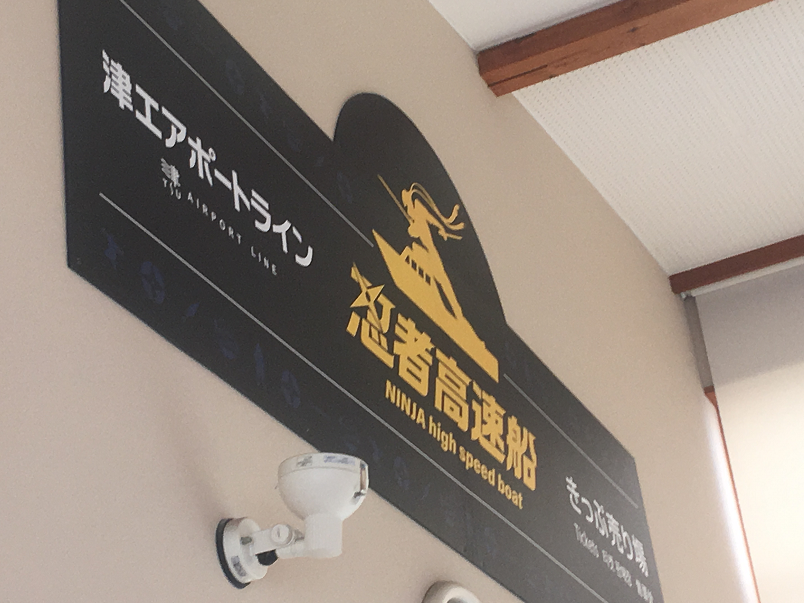 津エアポートライン
TSU AIRPORT LINE
忍者高速船
NINJA high speed boat
きっぷ売り場
Tickets